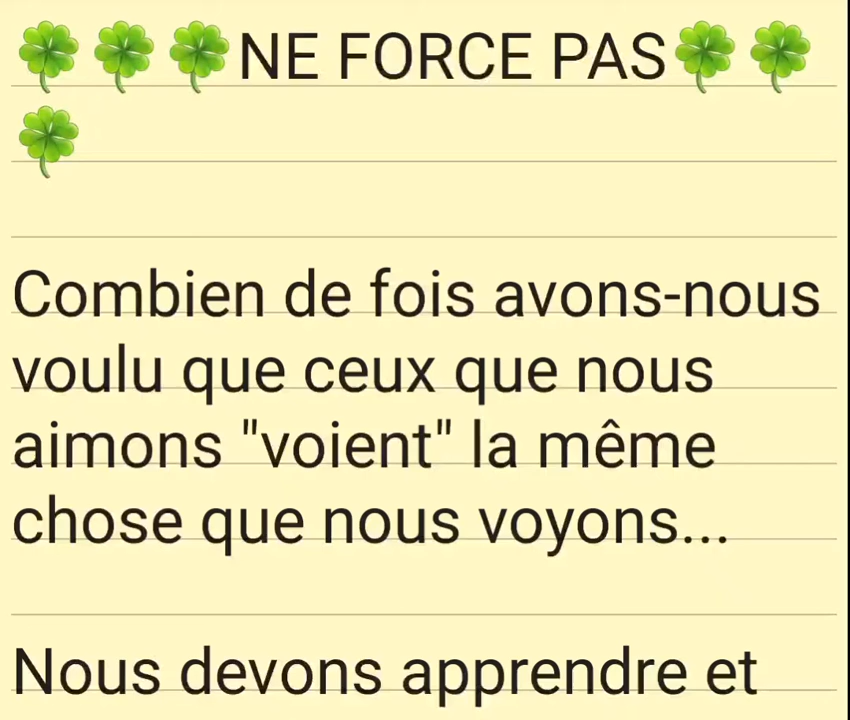 🍀🍀🍀NE FORCE PAS🍀🍀
🍀
Combien de fois avons-nous
voulu que ceux que nous
aimons "voient" la même
chose que nous voyons...
Nous devons apprendre et